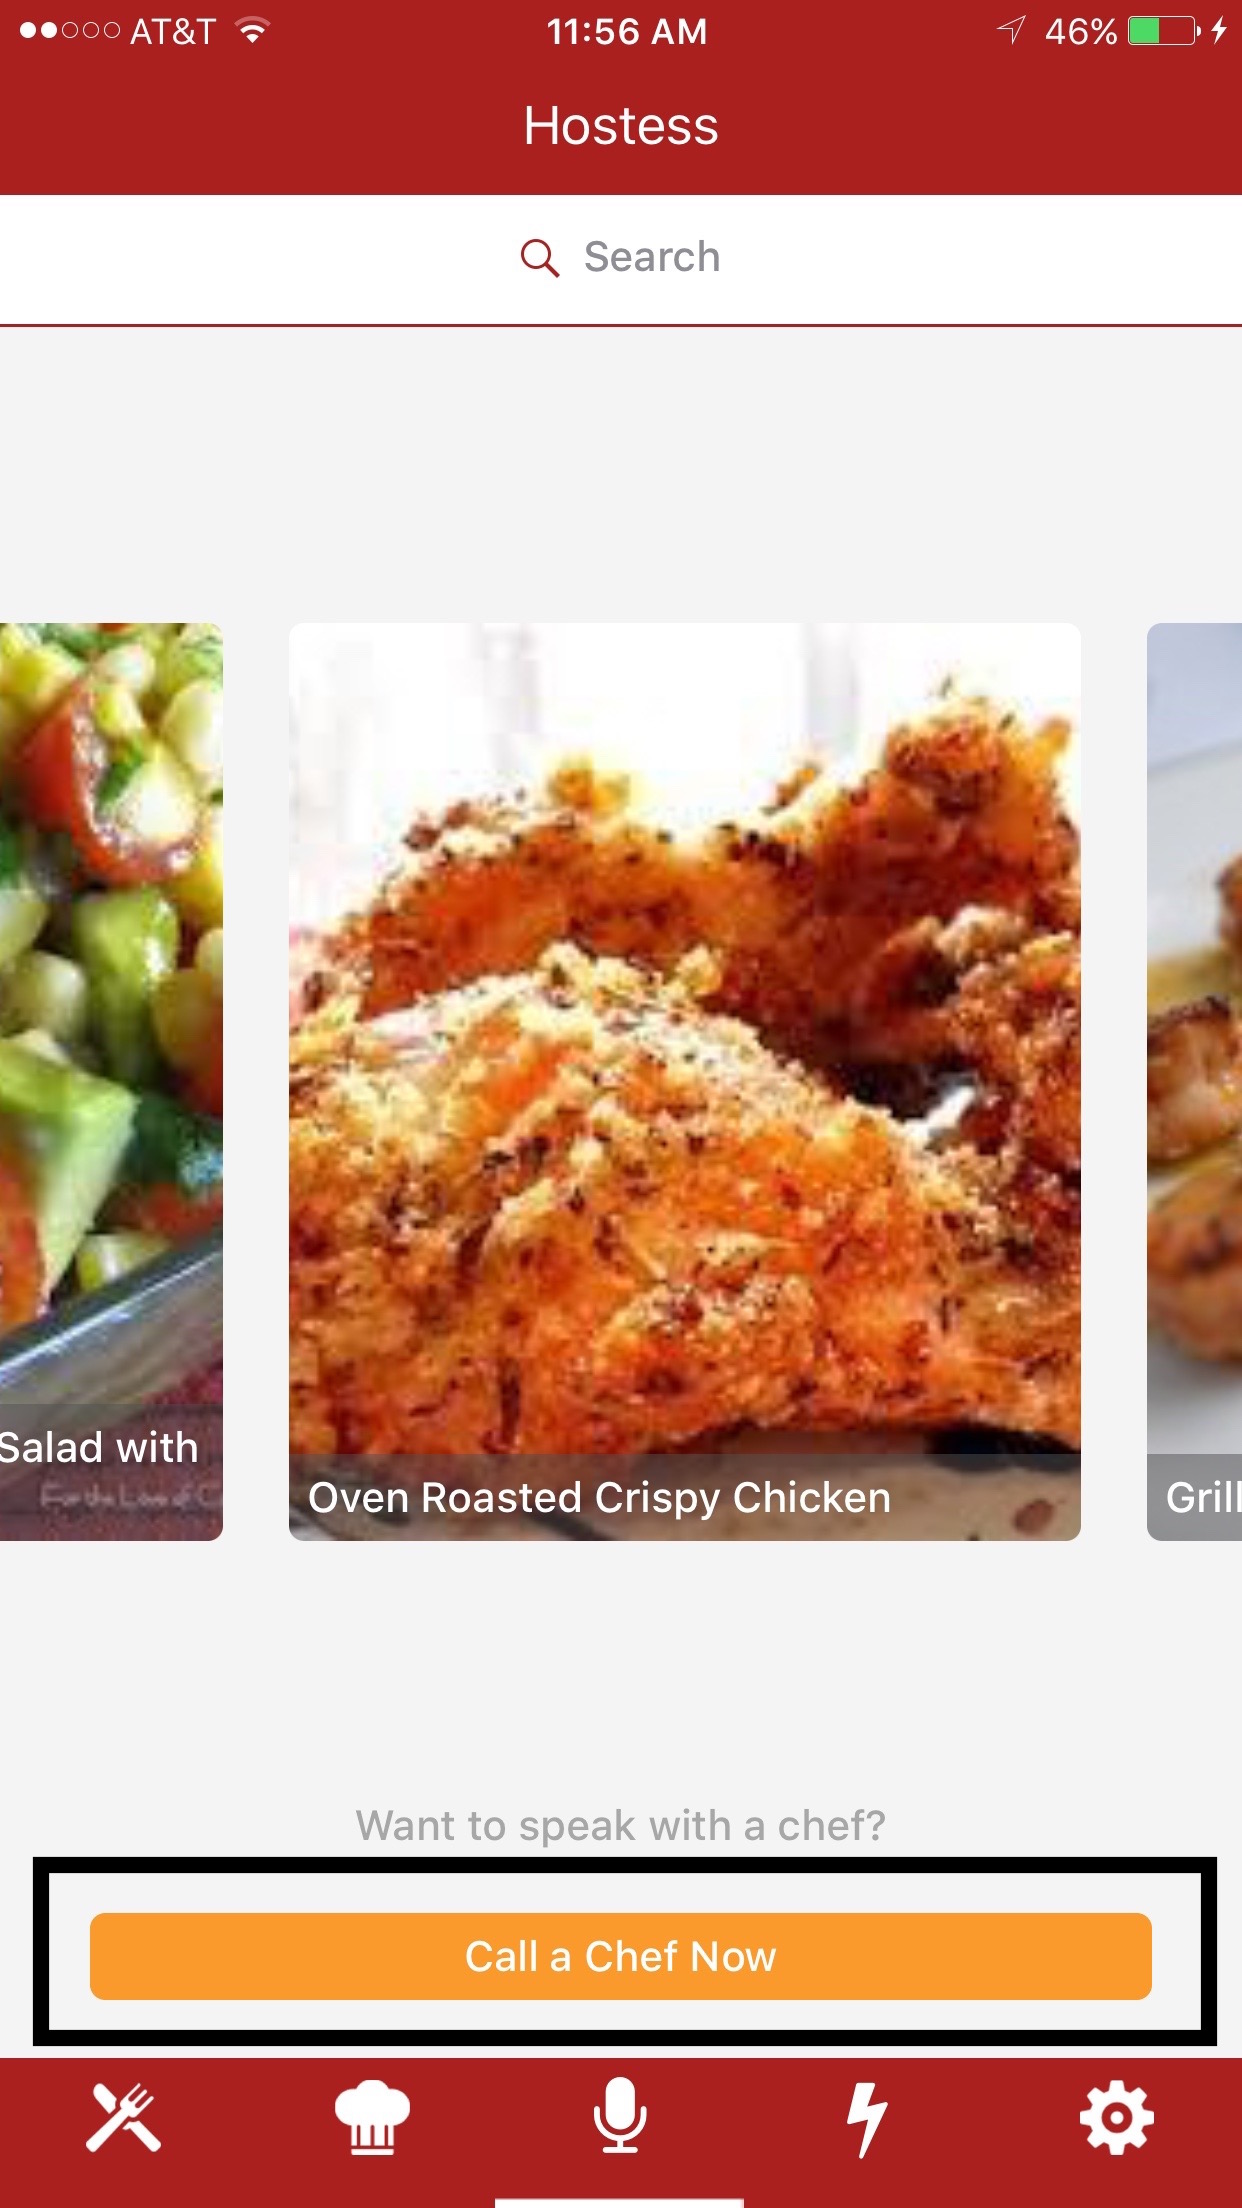 AT&T 11:56 AM 46%
Hostess
Search
Salad with
Oven Roasted Crispy Chicken
Grill
Want to speak with a chef?
Call a Chef Now